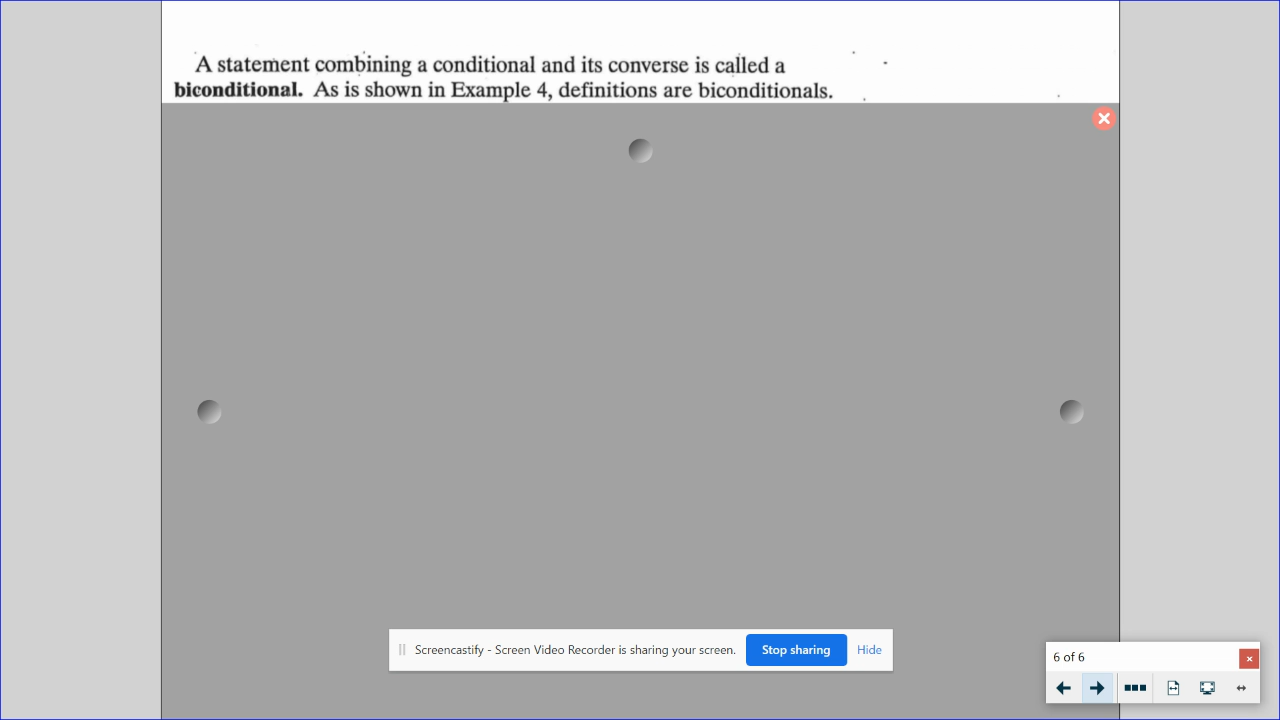 A statement combining a conditional and its converse is called a
biconditional. As is shown in Example 4, definitions are biconditionals.
Screencastify - Screen Video Recorder is sharing your screen.
Stop sharing
Hide
6 of 6